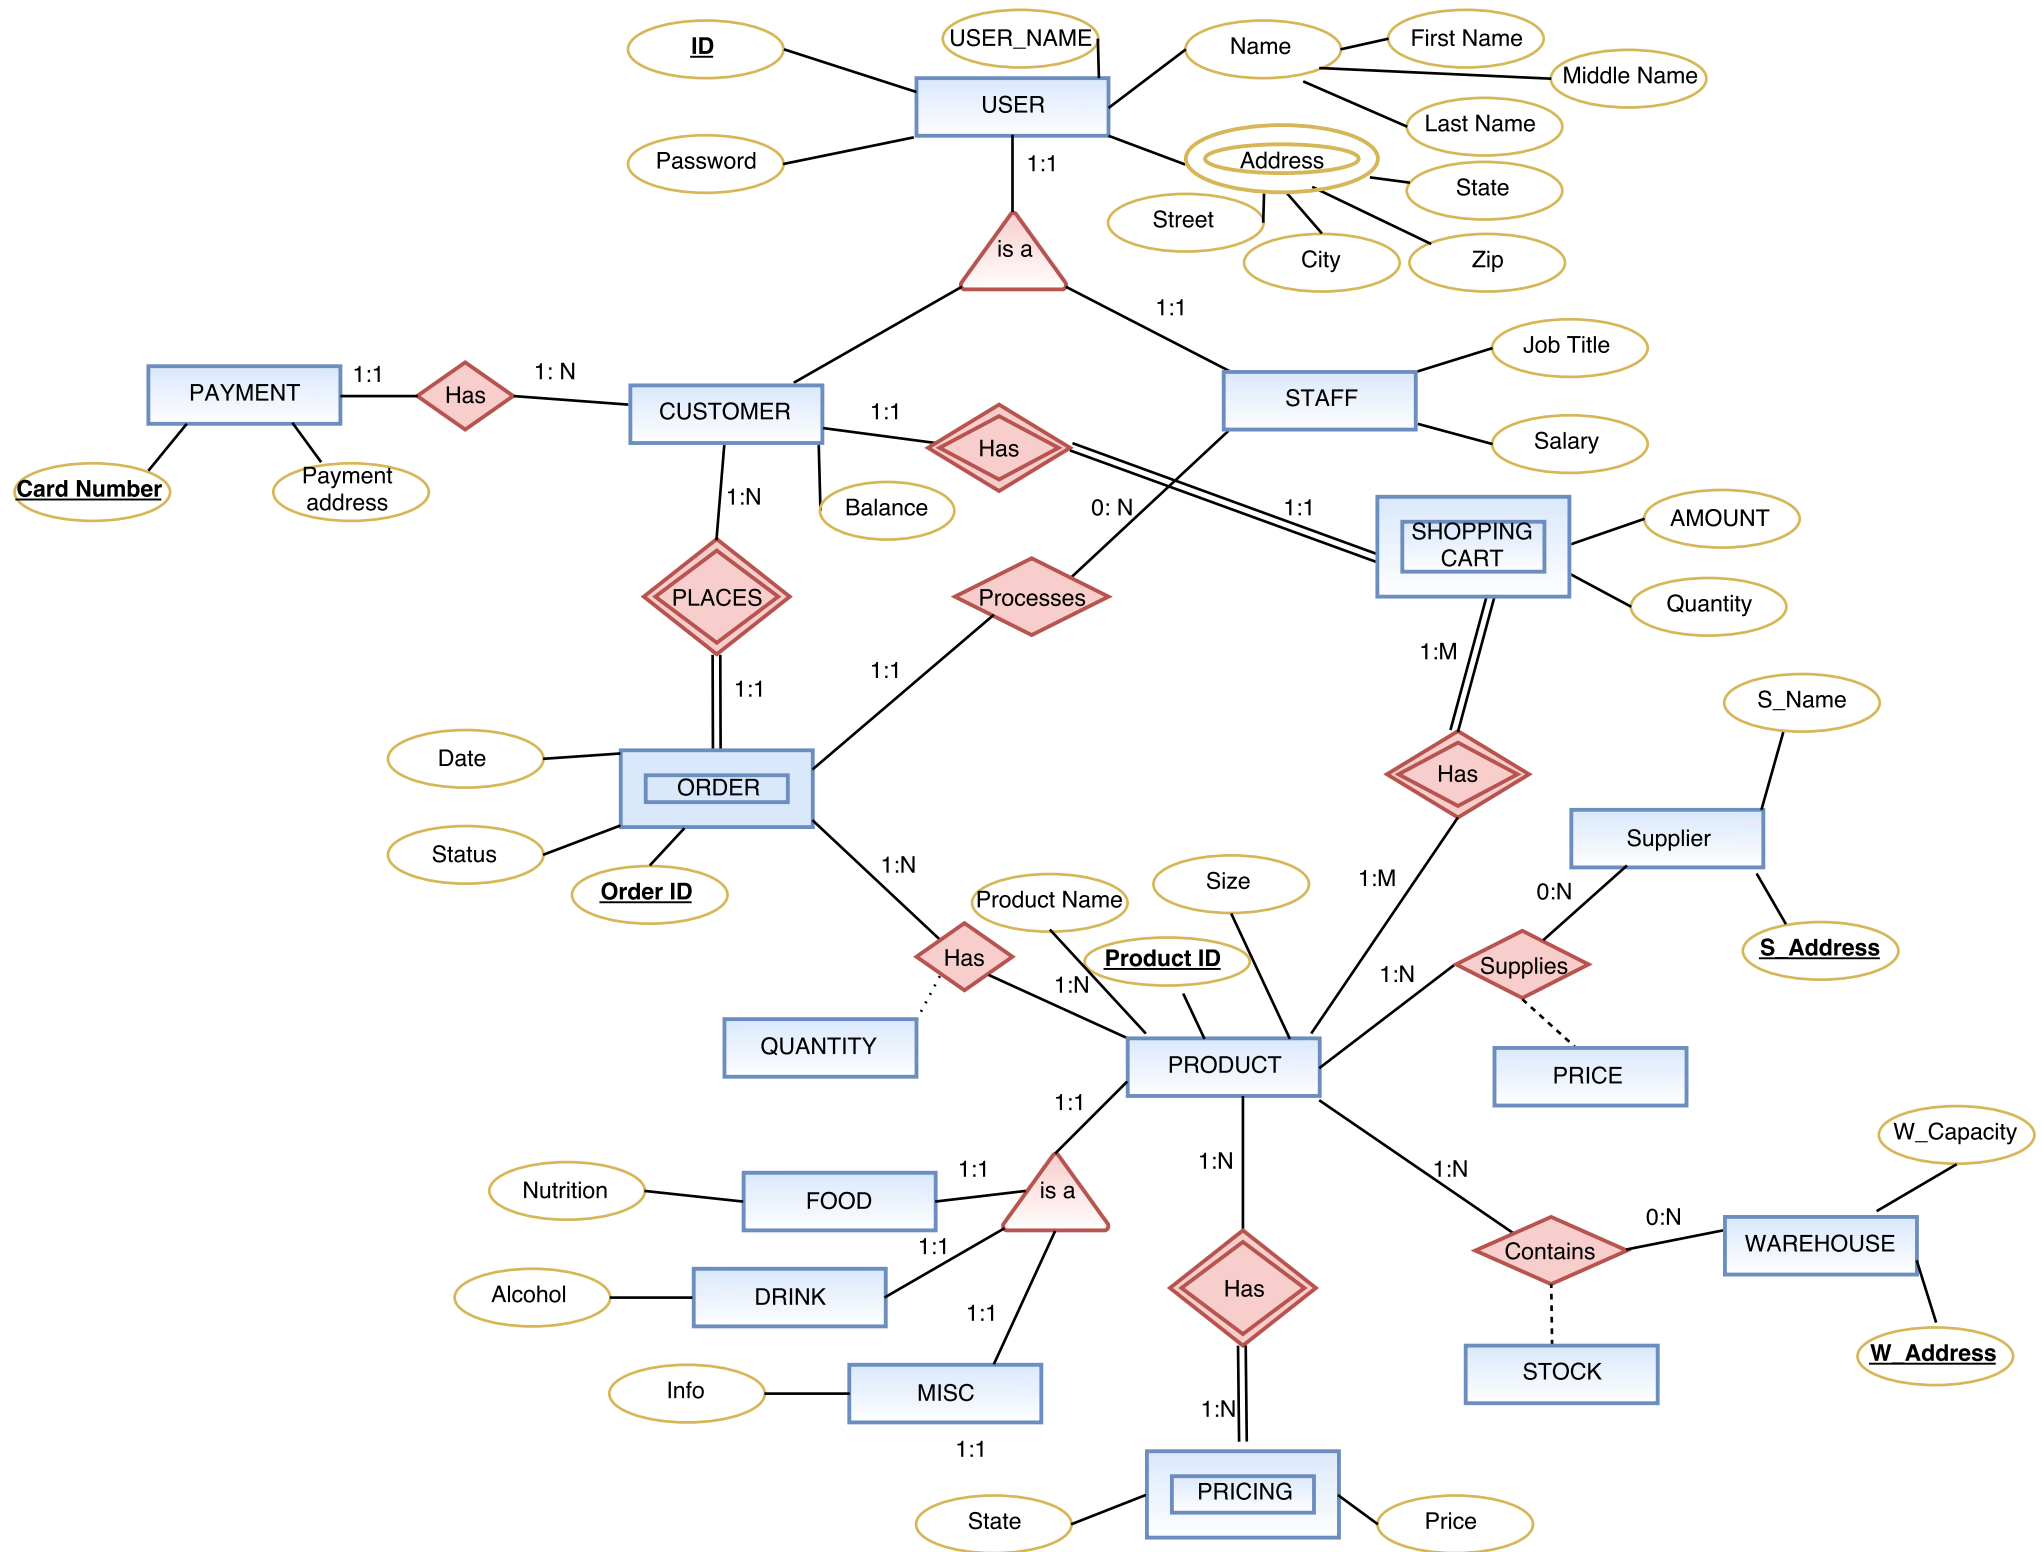 ID
USER_NAME
Name
First Name
Middle Name
USER
Last Name
Password
1:1
Address
State
Street
City
Zip
is a
1:1
Job Title
PAYMENT
1:1
Has
1: N
CUSTOMER
1:1
Has
STAFF
Salary
Card Number
Payment
address
1:N
Balance
0: N
1:1
SHOPPING
CART
AMOUNT
Quantity
PLACES
Processes
1:1
1:1
1:M
S_Name
Date
ORDER
Has
Status
Order ID
1:N
Product Name
Size
1:M
Supplier
0:N
S_Address
Has
1:N
Product ID
1:N
Supplies
QUANTITY
PRODUCT
PRICE
1:1
W_Capacity
Nutrition
FOOD
1:1
is a
1:N
1:N
0:N
WAREHOUSE
Contains
Alcohol
DRINK
1:1
Has
1:1
W_Address
Info
MISC
STOCK
1:N
1:1
State
PRICING
Price